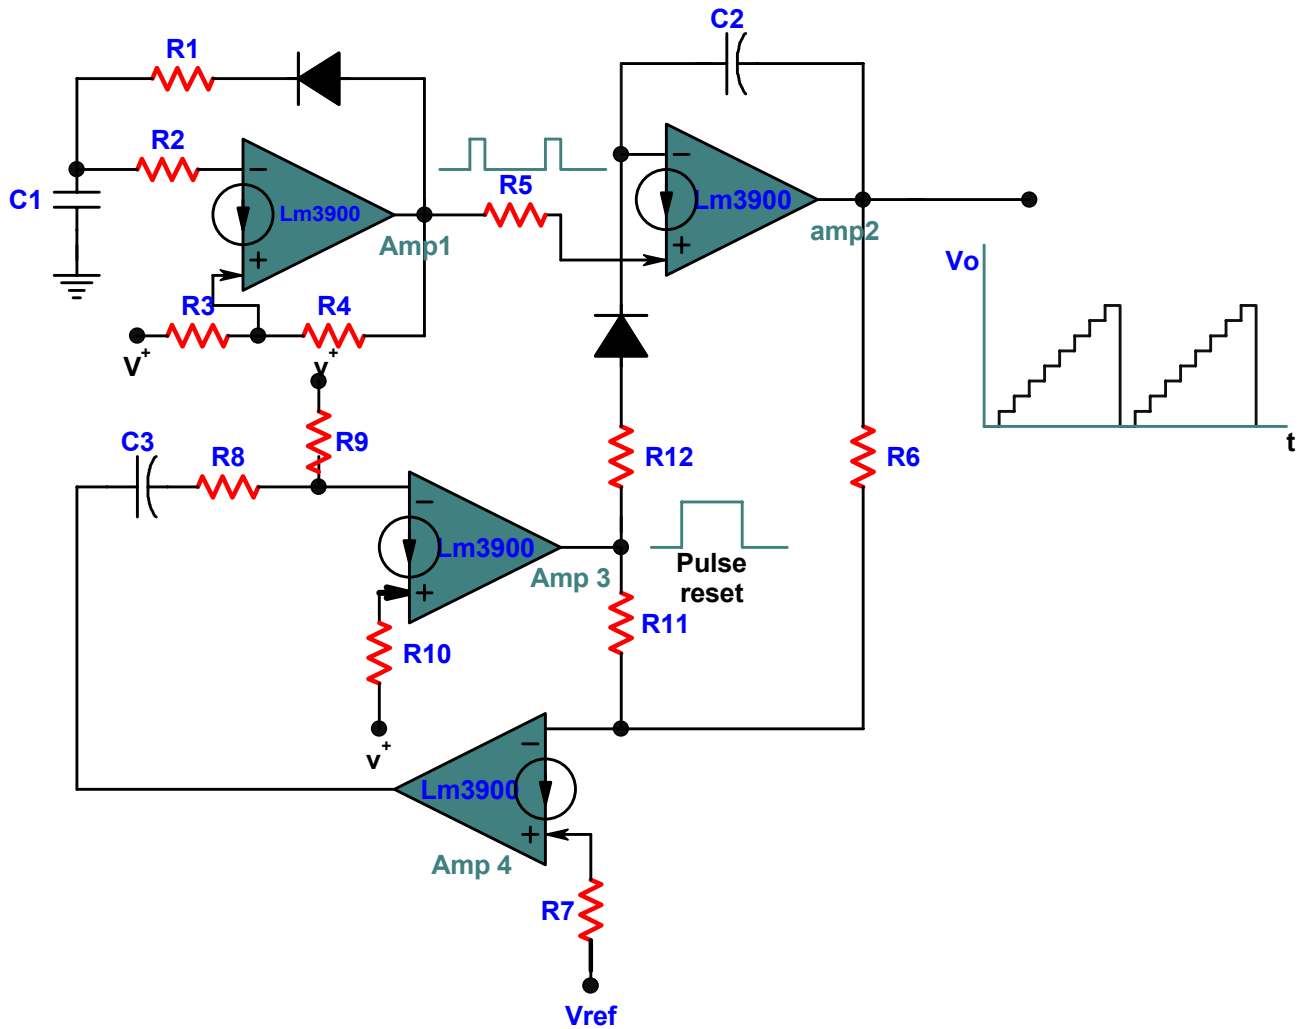 C2
R1
R2
C1
Lm3900
Amp1
R5
Lm3900
amp2
R3
R4
V+
v+
Vo
t
C3
R8
R9
R12
R6
Lm3900
Amp 3
Pulse
reset
R10
R11
v+
Lm3900
Amp 4
R7
Vref